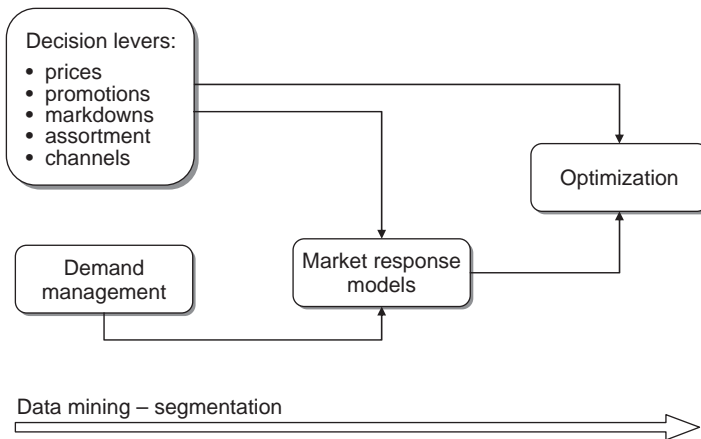 Decision levers:
• prices
• promotions
• markdowns
• assortment
• channels
Optimization
Demand
management
Market response
models
Data mining – segmentation